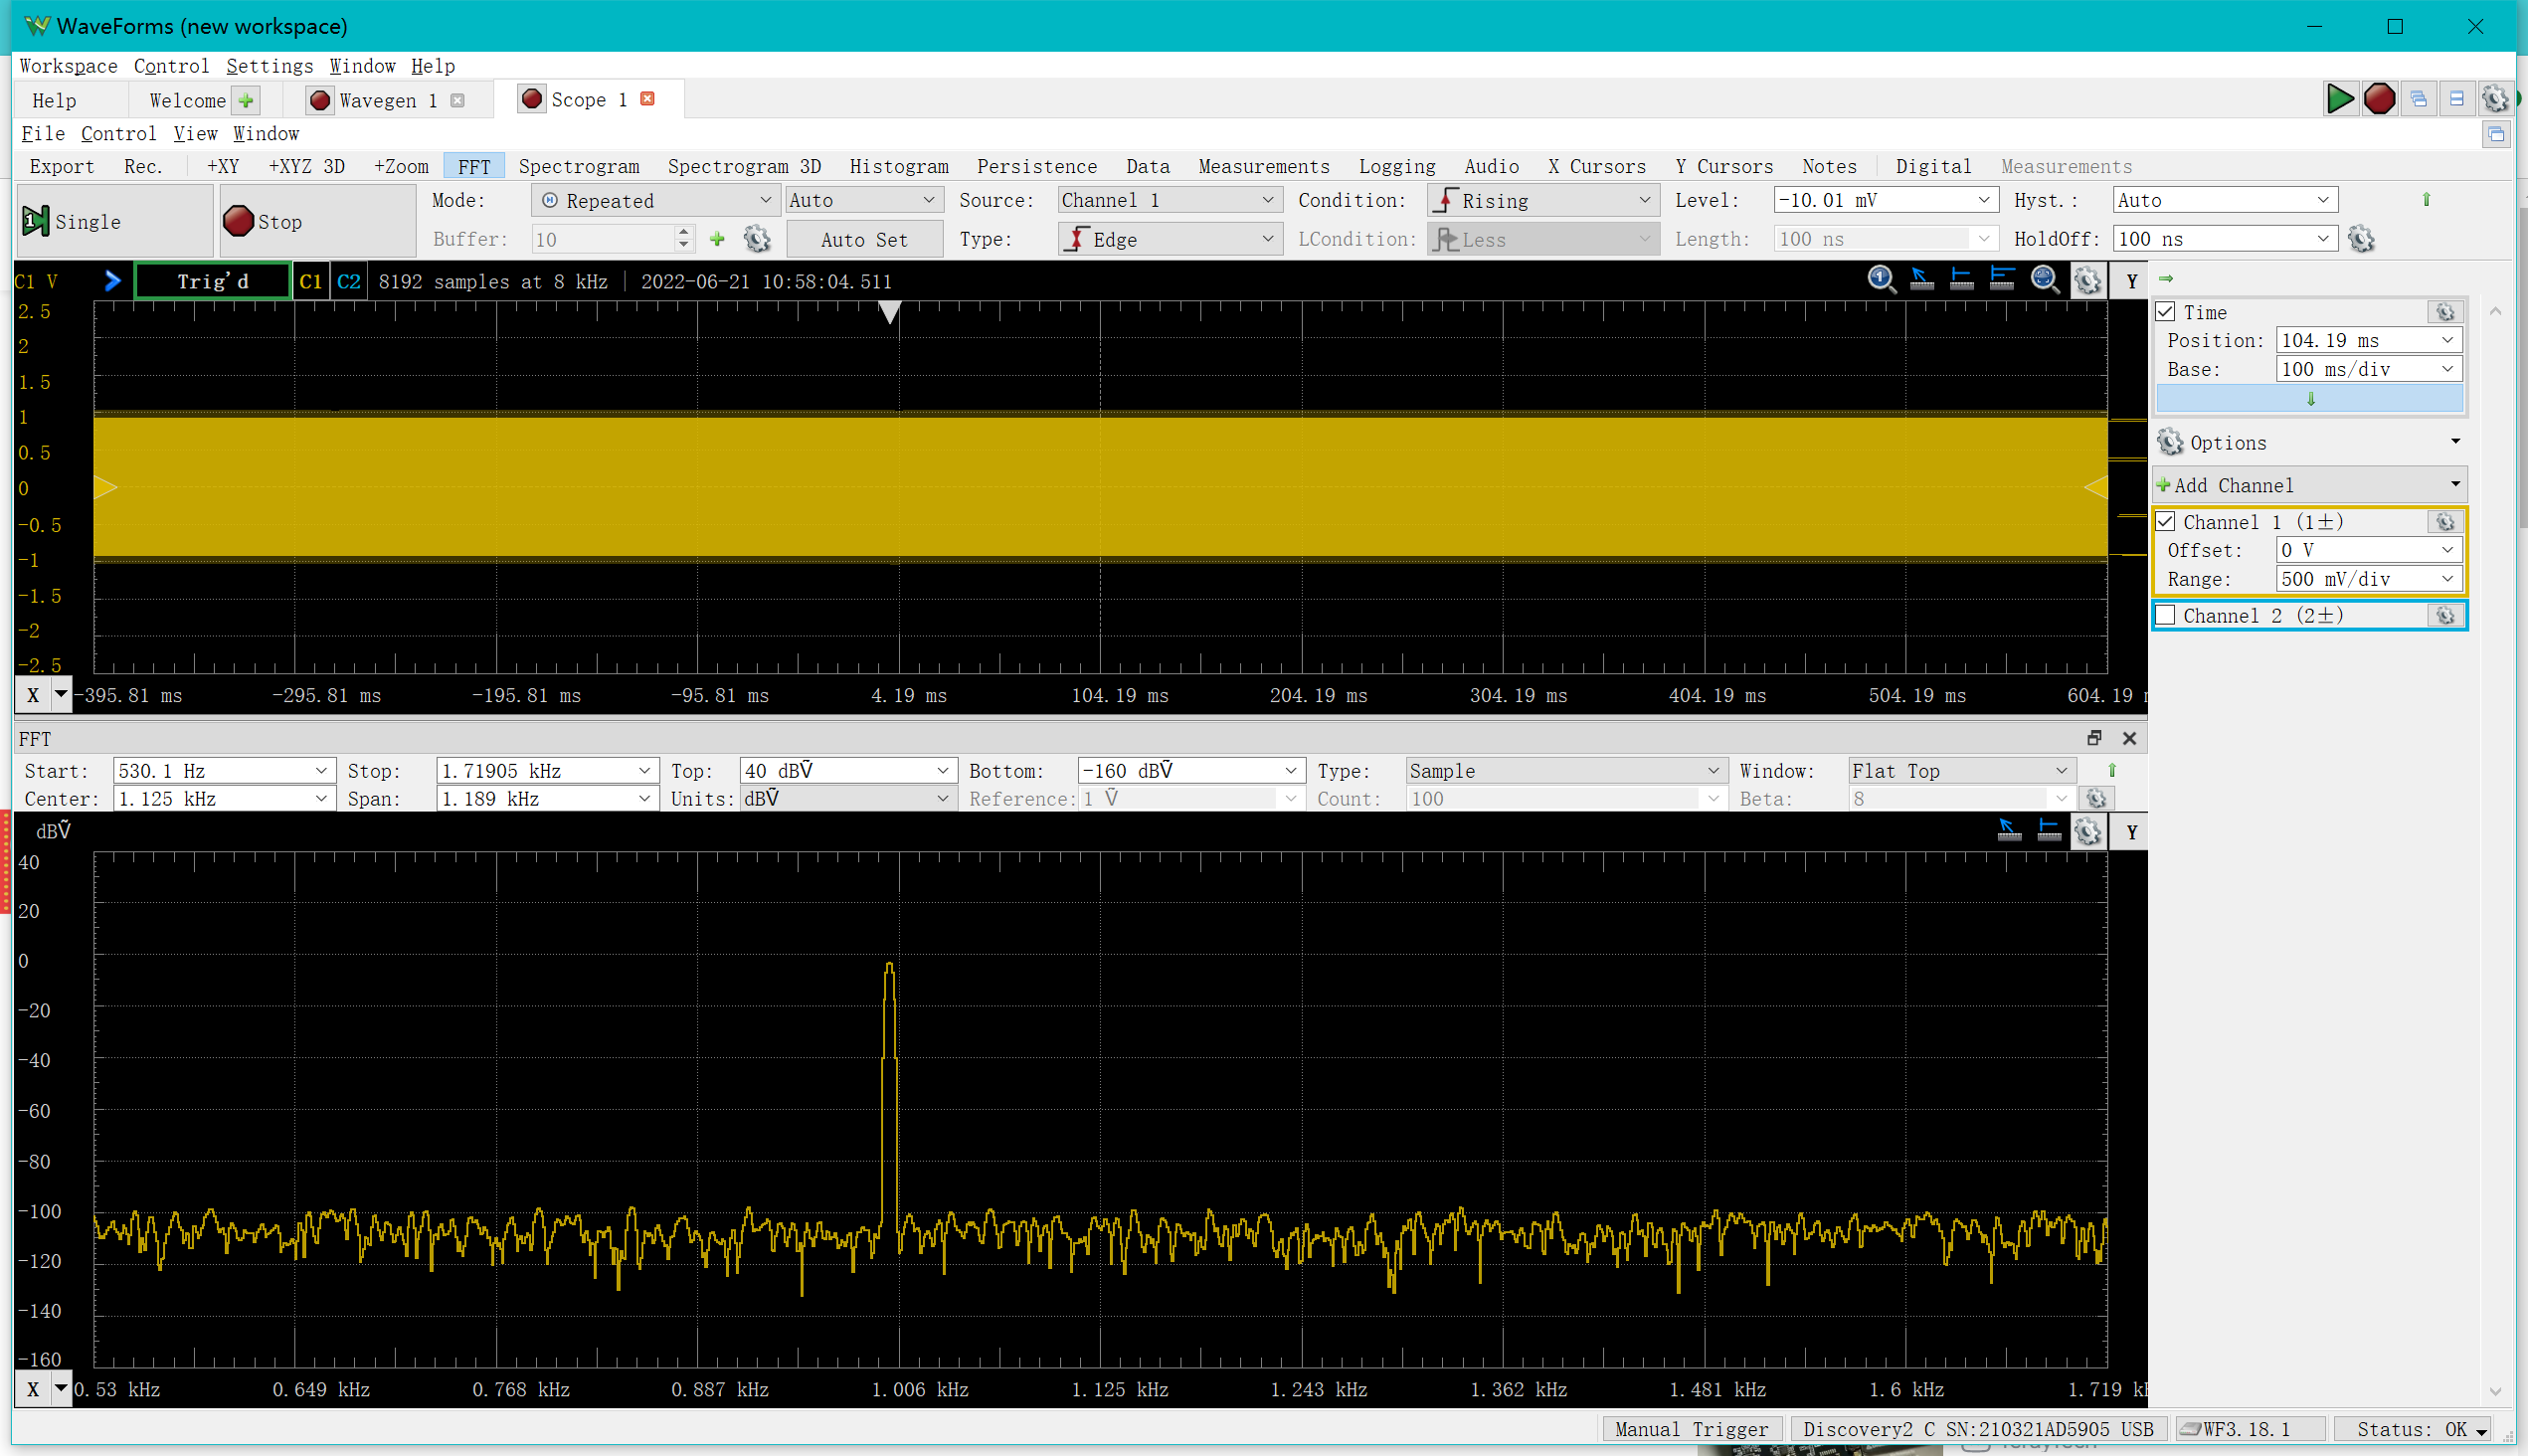 WaveForms (new workspace)
Workspace Control Settings Window Help
Help Welcome Wavegen 1 Scope 1
File Control View Window
Export Rec. +XY +XYZ 3D +Zoom FFT Spectrogram Spectrogram 3D Histogram Persistence Data Measurements Logging Audio X Cursors Y Cursors Notes Digital Measurements
Single Stop Mode: Repeated Auto Source: Channel 1 Condition: Rising Level: -10.01 mV Hyst.: Auto
Buffer: 10 Auto Set Type: Edge LCondition: Less Length: 100 ns HoldOff: 100 ns
C1 V Trig'd C1 C2 8192 samples at 8 kHz 2022-06-21 10:58:04.511 Y
2.5
2
1.5
1
0.5
0
-0.5
-1
-1.5
-2
-2.5
X -395.81 ms -295.81 ms -195.81 ms -95.81 ms 4.19 ms 104.19 ms 204.19 ms 304.19 ms 404.19 ms 504.19 ms 604.19
Time
Position: 104.19 ms
Base: 100 ms/div
Options
Add Channel
Channel 1 (1±)
Offset: 0 V
Range: 500 mV/div
Channel 2 (2±)
FFT
Start: 530.1 Hz Stop: 1.71905 kHz Top: 40 dBṼ Bottom: -160 dBṼ Type: Sample Window: Flat Top
Center: 1.125 kHz Span: 1.189 kHz Units: dBṼ Reference: 1 Ṽ Count: 100 Beta: 8
dBṼ Y
40
20
0
-20
-40
-60
-80
-100
-120
-140
-160
X 0.53 kHz 0.649 kHz 0.768 kHz 0.887 kHz 1.006 kHz 1.125 kHz 1.243 kHz 1.362 kHz 1.481 kHz 1.6 kHz 1.719
Manual Trigger Discovery2 C SN:210321AD5905 USB WF3.18.1 Status: OK